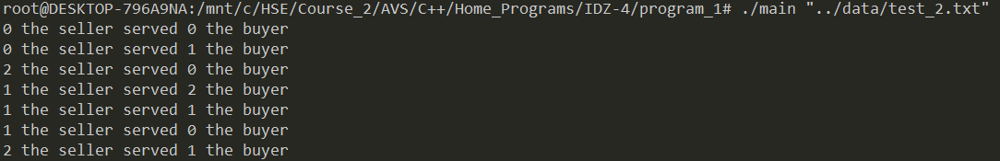 root@DESKTOP-796A9NA:/mnt/c/HSE/Course_2/AVS/C++/Home_Programs/IDZ-4/program_1# ./main "../data/test_2.txt"
0 the seller served 0 the buyer
0 the seller served 1 the buyer
2 the seller served 0 the buyer
1 the seller served 2 the buyer
1 the seller served 1 the buyer
1 the seller served 0 the buyer
2 the seller served 1 the buyer